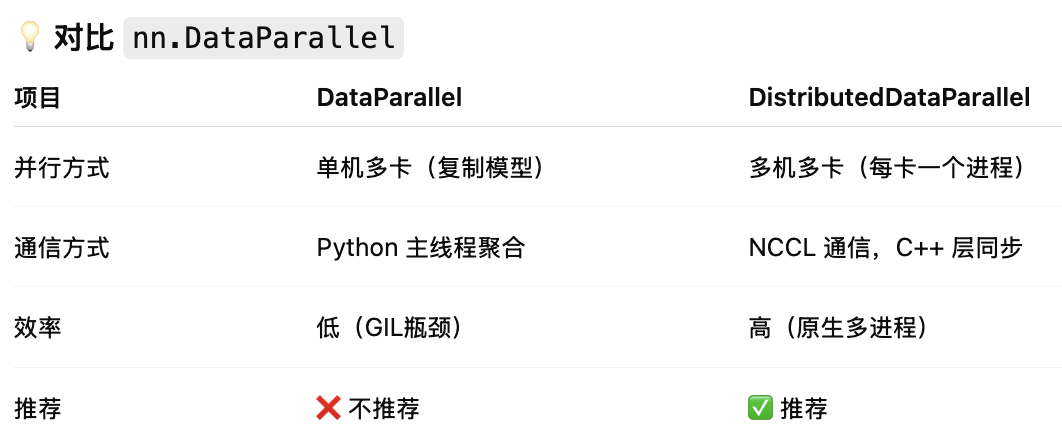 💡 对比 nn.DataParallel
项目 DataParallel DistributedDataParallel
并行方式 单机多卡（复制模型） 多机多卡（每卡一个进程）
通信方式 Python 主线程聚合 NCCL 通信，C++ 层同步
效率 低（GIL瓶颈） 高（原生多进程）
推荐 ❌ 不推荐 ✅ 推荐